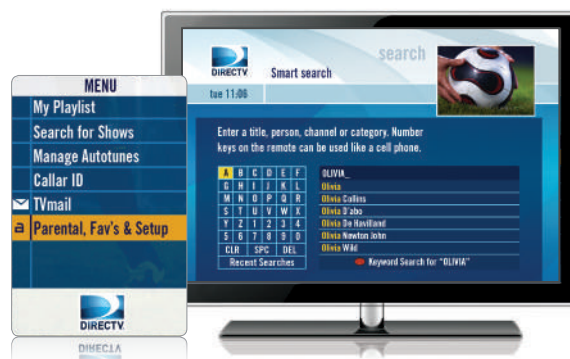 MENU
My Playlist
Search for Shows
Manage Autotunes
Callar ID
TVmail
a Parental, Fav's & Setup
DIRECTV
search
DIRECTV
Smart search
tue 11:06
Enter a title, person, channel or category. Number
keys on the remote can be used like a cell phone.
A B C D E F
G H I J K L
M N O P Q R
S T U V W X
Y Z 1 2 3 4
5 6 7 8 9 0
CLR SPC DEL
Recent Searches
OLIVIA_
Olivia
Olivia Collins
Olivia D'abo
Olivia De Havilland
Olivia Newton John
Olivia Wild
Keyword Search for "OLIVIA"